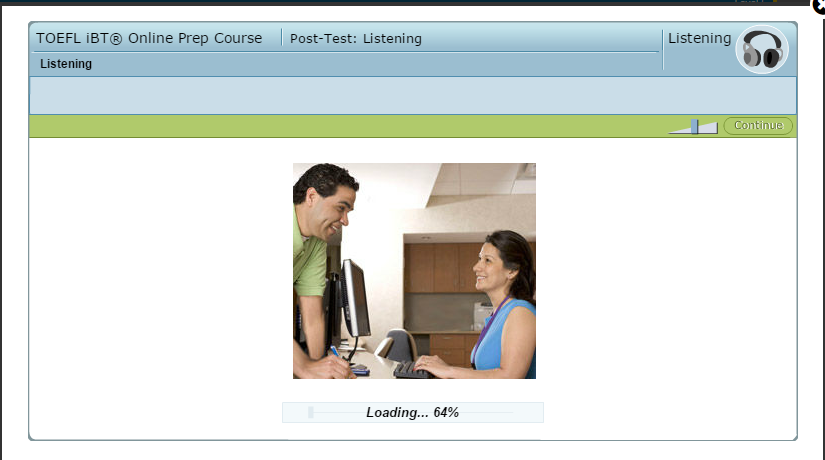 TOEFL iBT® Online Prep Course
Post-Test: Listening
Listening
Listening
Continue
Loading... 64%